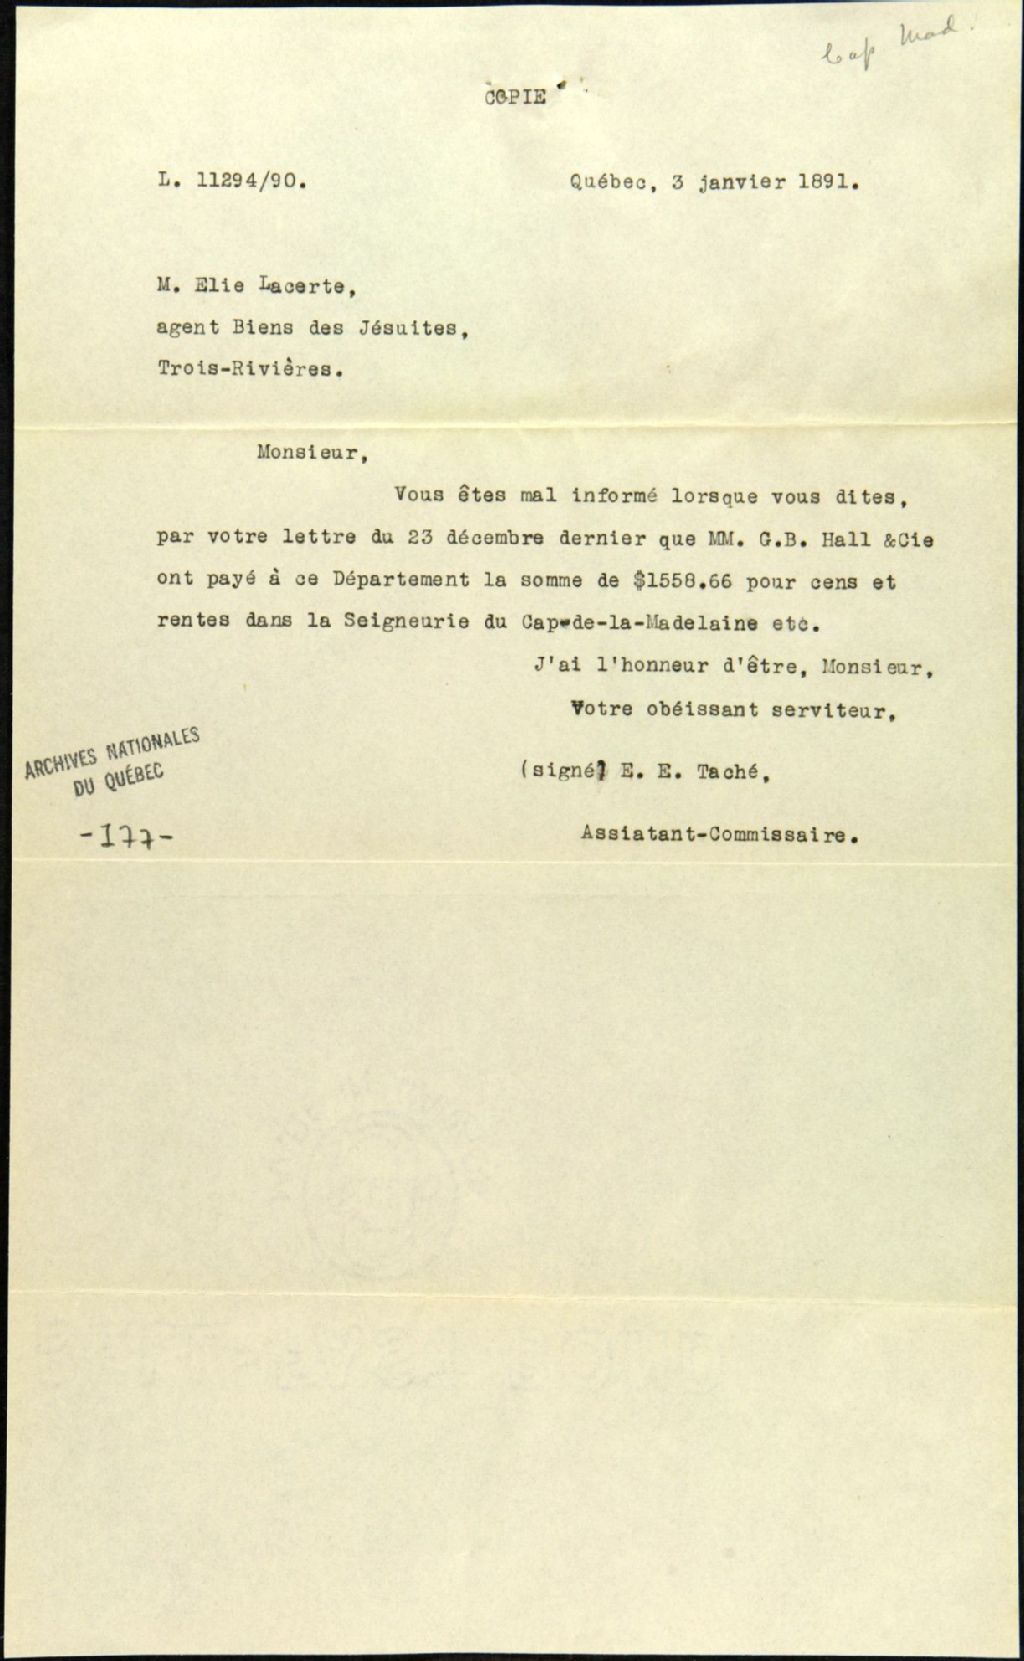 Cap Mad.
COPIE
L. 11294/90. Québec, 3 janvier 1891.
M. Elie Lacerte,
agent Biens des Jésuites,
Trois-Rivières.
Monsieur,
Vous êtes mal informé lorsque vous dites,
par votre lettre du 23 décembre dernier que MM. G.B. Hall &Cie
ont payé à ce Département la somme de $1558.66 pour cens et
rentes dans la Seigneurie du Cap-de-la-Madelaine etc.
J'ai l'honneur d'être, Monsieur,
Votre obéissant serviteur,
(signé) E. E. Taché,
Assiatant-Commissaire.
ARCHIVES NATIONALES
DU QUÉBEC
-177-